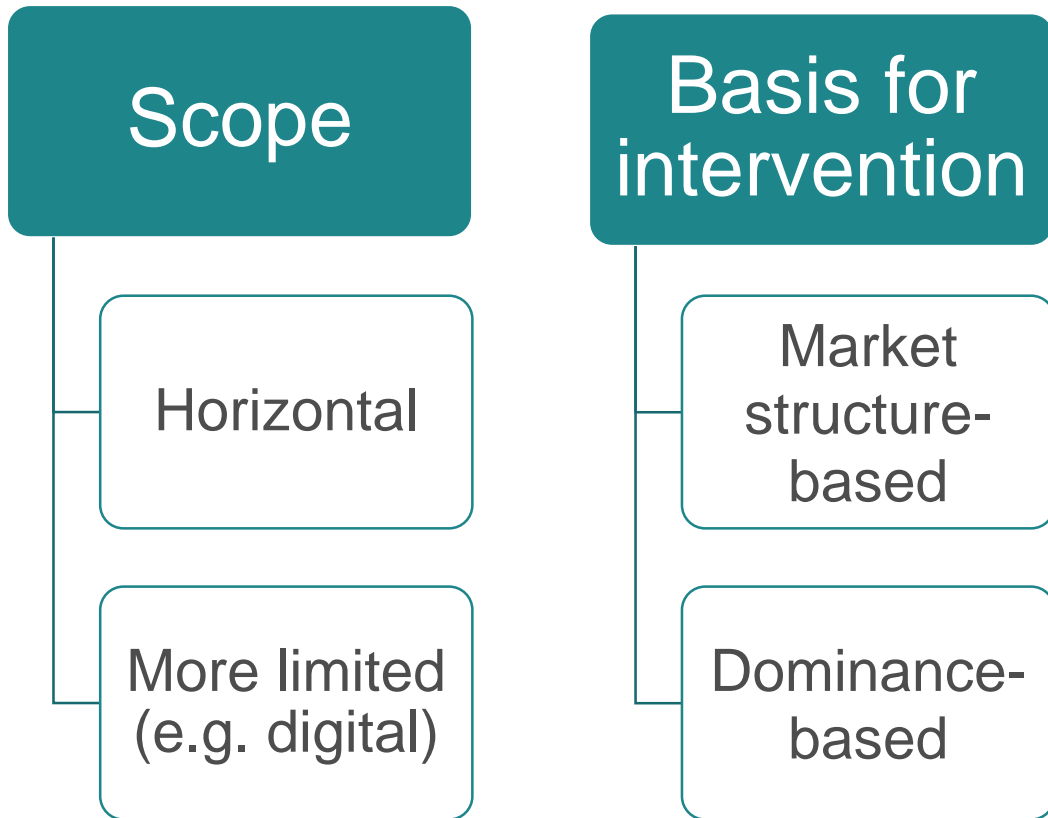 Scope
Horizontal
More limited
(e.g. digital)
Basis for
intervention
Market
structure-
based
Dominance-
based